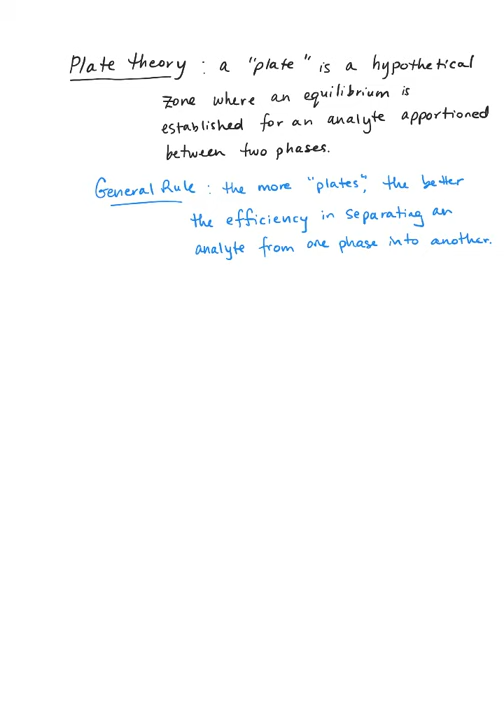 Plate theory : a "plate" is a hypothetical
zone where an equilibrium is
established for an analyte apportioned
between two phases.
General Rule : the more "plates", the better
the efficiency in separating an
analyte from one phase into another.